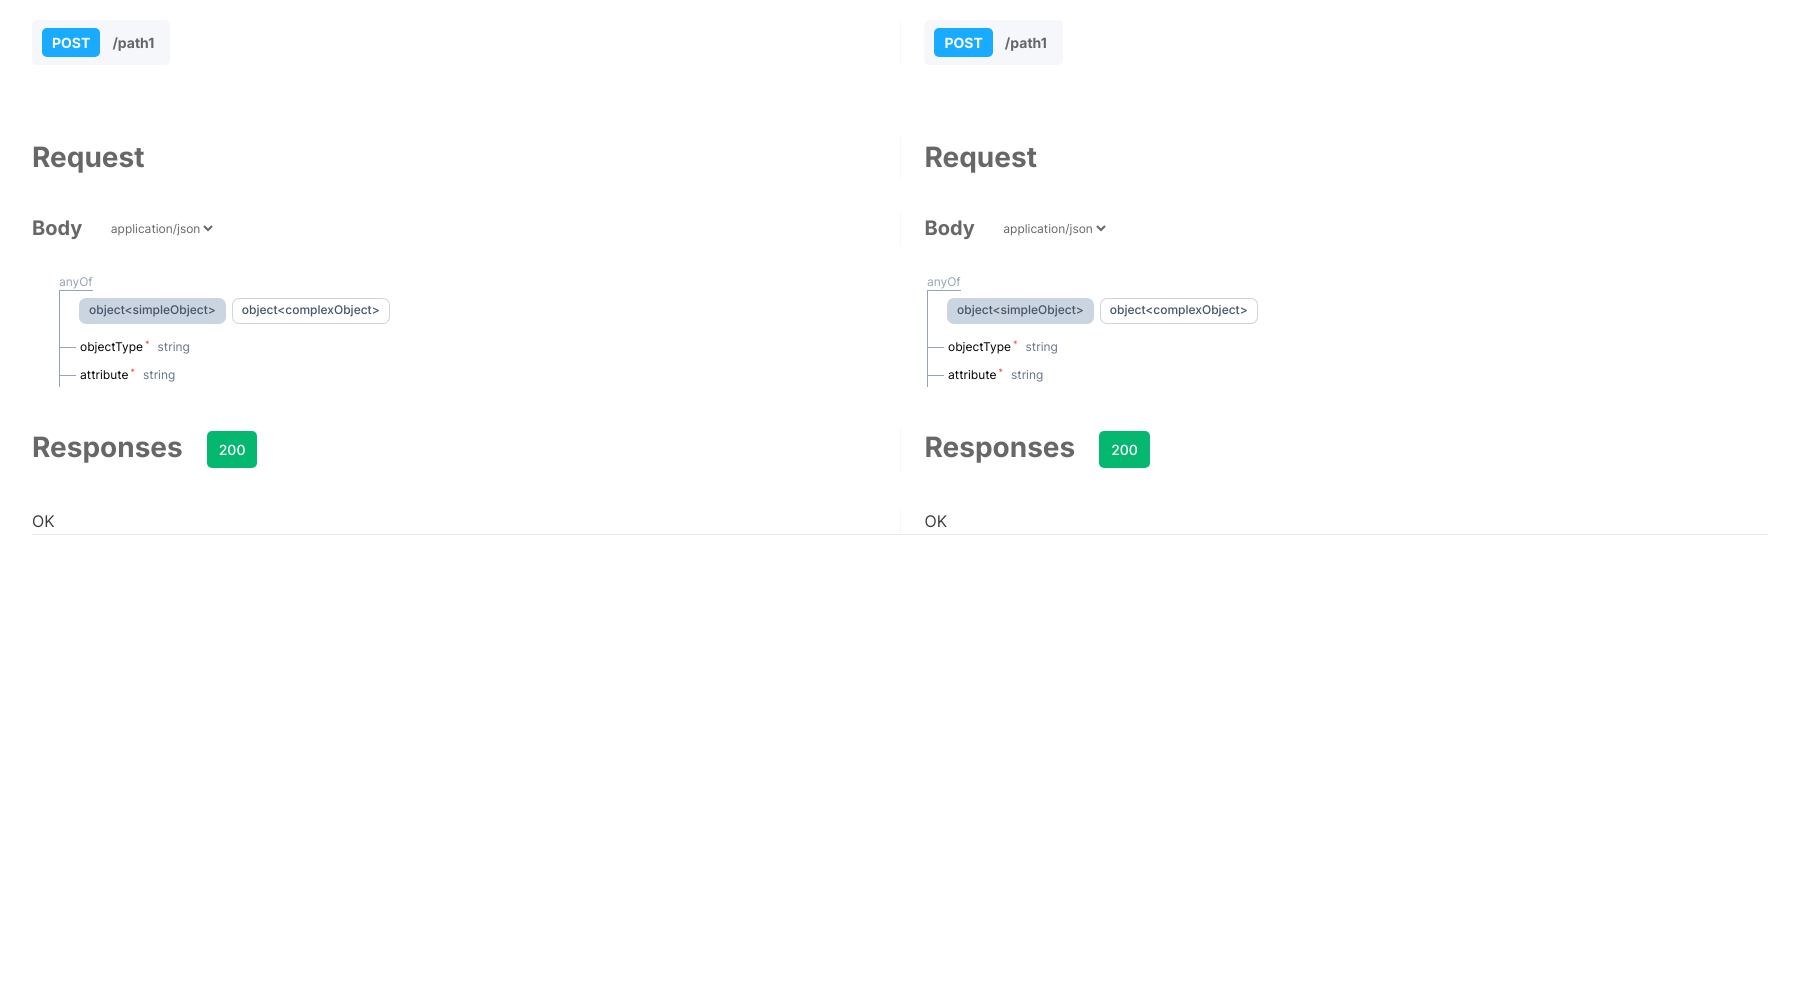 POST /path1
Request
Body application/json
anyOf
object<simpleObject> object<complexObject>
objectType* string
attribute* string
Responses 200
OK
POST /path1
Request
Body application/json
anyOf
object<simpleObject> object<complexObject>
objectType* string
attribute* string
Responses 200
OK